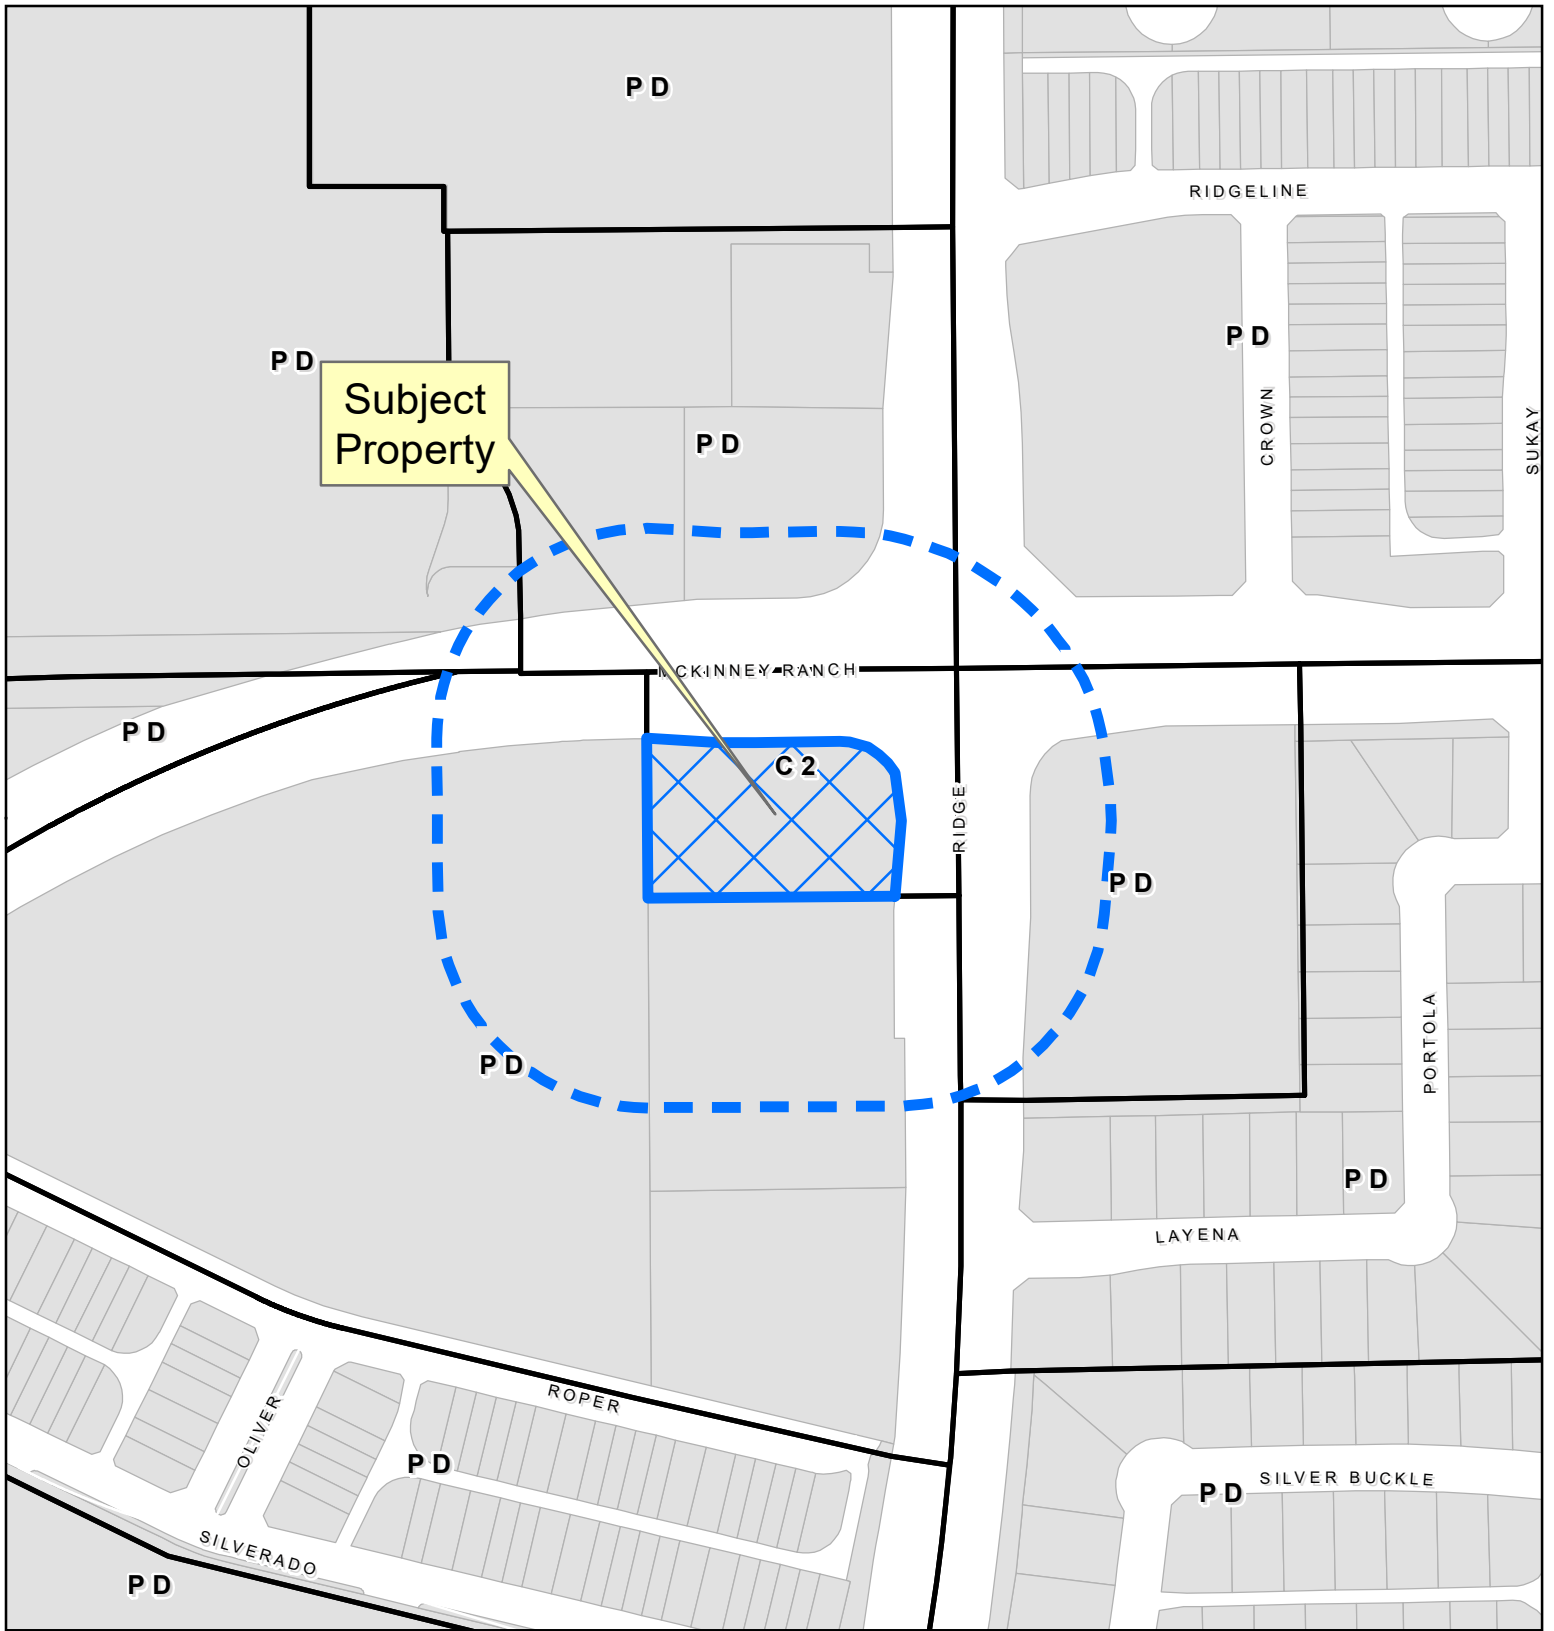 PD
RIDGELINE
PD
PD
Subject
Property
CROWN
SUKAY
PD
MCKINNEY RANCH
PD
C2
RIDGE
PD
PORTOLA
PD
PD
LAYENA
ROPER
OLIVER
PD
SILVER BUCKLE
PD
SILVERADO
PD